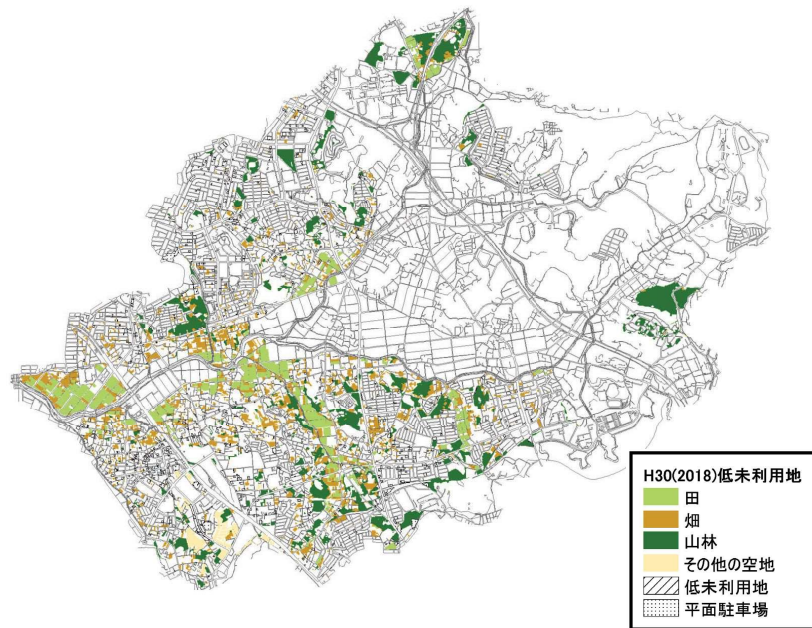 H30(2018)低未利用地
田
畑
山林
その他の空地
低未利用地
平面駐車場